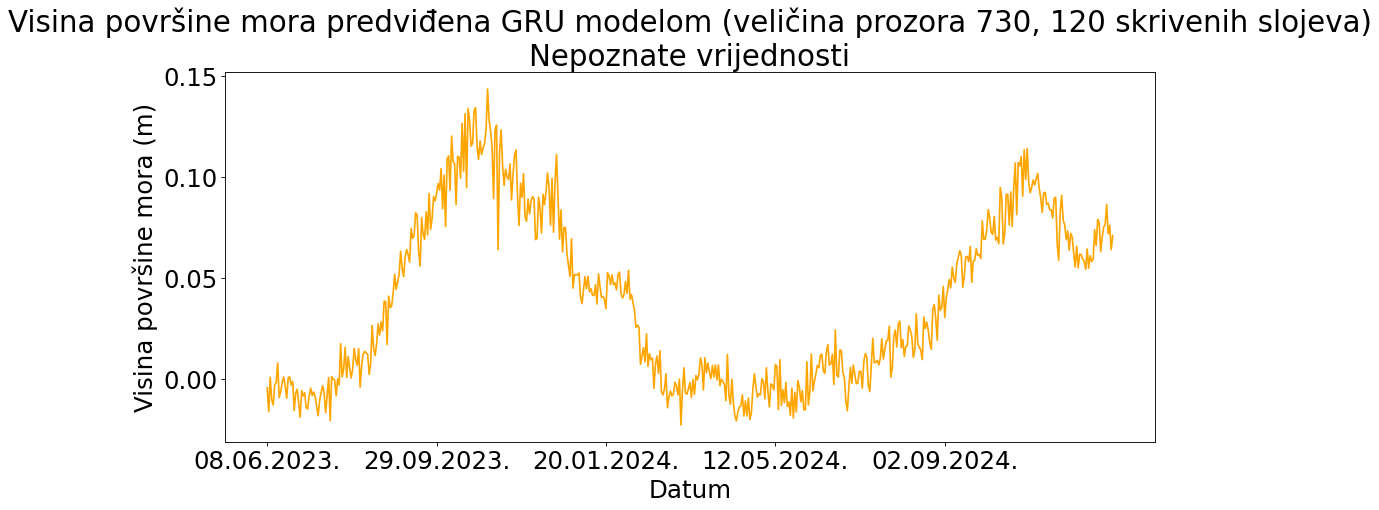 Visina površine mora predviđena GRU modelom (veličina prozora 730, 120 skrivenih slojeva)
Nepoznate vrijednosti
Visina površine mora (m)
0.15
0.10
0.05
0.00
08.06.2023. 29.09.2023. 20.01.2024. 12.05.2024. 02.09.2024.
Datum